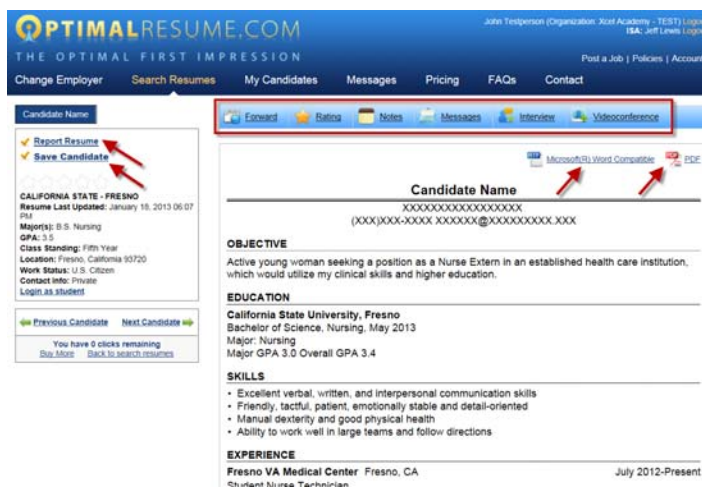 OPTIMALRESUME.COM
THE OPTIMAL FIRST IMPRESSION
John Testperson (Organization: Xcel Academy - TEST) Logout
ISA: Jeff Lewis Logout
Post a Job | Policies | Account
Change Employer Search Resumes My Candidates Messages Pricing FAQs Contact
Candidate Name
Report Resume
Save Candidate
CALIFORNIA STATE - FRESNO
Resume Last Updated: January 18, 2013 06:07
PM
Major(s): B.S. Nursing
GPA: 3.5
Class Standing: Fifth Year
Location: Fresno, California 93720
Work Status: U.S. Citizen
Contact Info: Private
Login as student
Previous Candidate Next Candidate
You have 0 clicks remaining
Buy More Back to search resumes
Forward Rating Notes Messages Interview Videoconference
Microsoft(R) Word Compatible PDF
Candidate Name
XXXXXXXXXXXXXXXXXX
(XXX)XXX-XXXX XXXXXX@XXXXXXXXX.XXX
OBJECTIVE
Active young woman seeking a position as a Nurse Extern in an established health care institution,
which would utilize my clinical skills and higher education.
EDUCATION
California State University, Fresno
Bachelor of Science, Nursing, May 2013
Major: Nursing
Major GPA 3.0 Overall GPA 3.4
SKILLS
• Excellent verbal, written, and interpersonal communication skills
• Friendly, tactful, patient, emotionally stable and detail-oriented
• Manual dexterity and good physical health
• Ability to work well in large teams and follow directions
EXPERIENCE
Fresno VA Medical Center Fresno, CA July 2012-Present
Student Nurse Technician